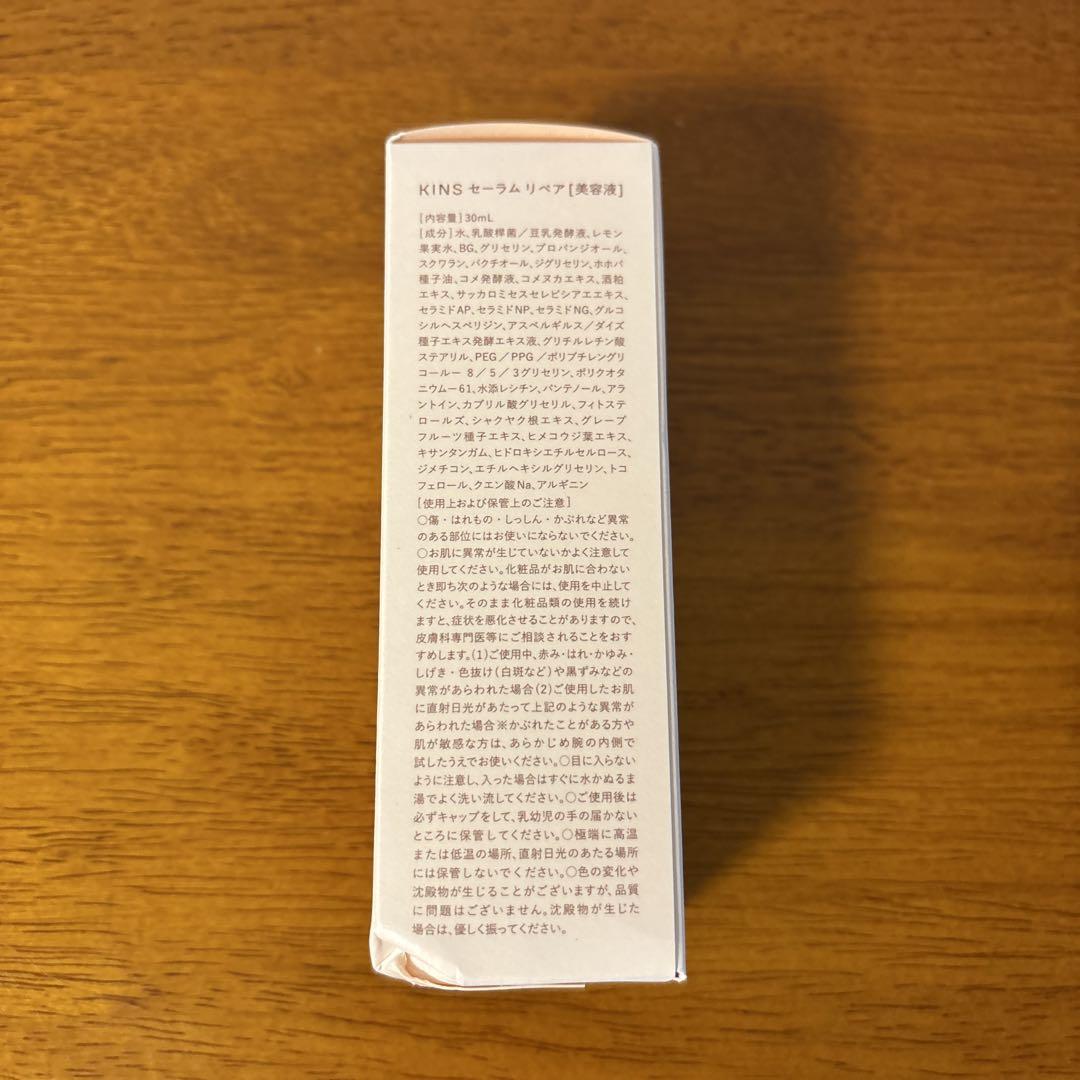 KINS セーラム リペア[美容液]
[内容量]30mL
[成分]水、乳酸桿菌／豆乳発酵液、レモン
果実水、BG、グリセリン、プロパンジオール、
スクワラン、バクチオール、ジグリセリン、ホホバ
種子油、コメ発酵液、コメヌカエキス、酒粕
エキス、サッカロミセスセレビシアエエキス、
セラミドAP、セラミドNP、セラミドNG、グルコ
シルヘスペリジン、アスペルギルス／ダイズ
種子エキス発酵エキス液、グリチルレチン酸
ステアリル、PEG／PPG／ポリブチレングリ
コールー 8／5／3グリセリン、ポリクオタ
ニウムー61、水添レシチン、パンテノール、アラ
ントイン、カプリル酸グリセリル、フィトステ
ロールズ、シャクヤク根エキス、グレープ
フルーツ種子エキス、ヒメコウジ葉エキス、
キサンタンガム、ヒドロキシエチルセルロース、
ジメチコン、エチルヘキシルグリセリン、トコ
フェロール、クエン酸Na、アルギニン
[使用上および保管上のご注意]
○傷・はれもの・しっしん・かぶれなど異常
のある部位にはお使いにならないでください。
○お肌に異常が生じていないかよく注意して
使用してください。化粧品がお肌に合わない
とき即ち次のような場合には、使用を中止して
ください。そのまま化粧品類の使用を続け
ますと、症状を悪化させることがありますので、
皮膚科専門医等にご相談されることをおす
すめします。(1)ご使用中、赤み・はれ・かゆみ・
しげき・色抜け(白斑など)や黒ずみなどの
異常があらわれた場合(2)ご使用したお肌
に直射日光があたって上記のような異常が
あらわれた場合※かぶれたことがある方や
肌が敏感な方は、あらかじめ腕の内側で
試したうえでお使いください。○目に入らない
ように注意し、入った場合はすぐに水かぬるま
湯でよく洗い流してください。○ご使用後は
必ずキャップをして、乳幼児の手の届かない
ところに保管してください。○極端に高温
または低温の場所、直射日光のあたる場所
には保管しないでください。○色の変化や
沈殿物が生じることがございますが、品質
に問題はございません。沈殿物が生じた
場合は、優しく振ってください。